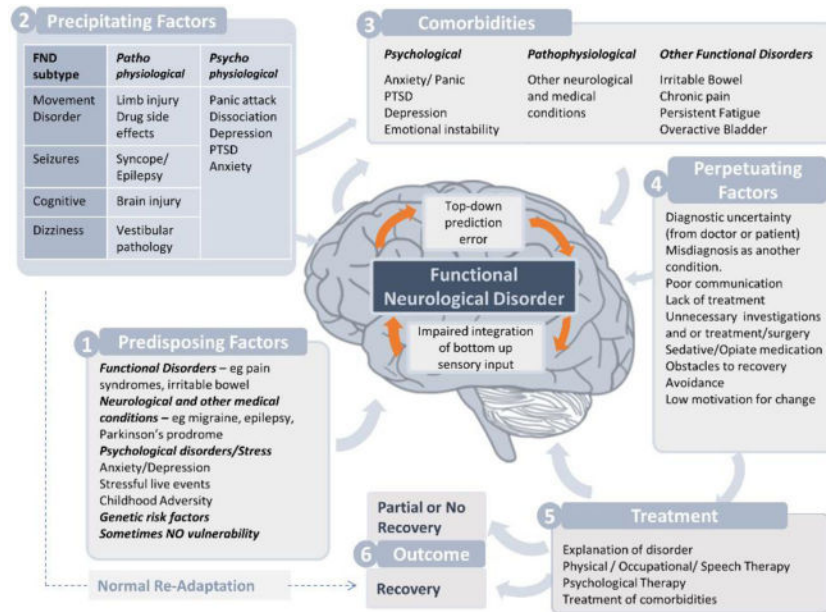 2 Precipitating Factors
FND subtype
Patho physiological
Psycho physiological
Movement Disorder
Limb injury
Drug side effects
Panic attack
Dissociation
Depression
PTSD
Anxiety
Seizures
Syncope/ Epilepsy
Cognitive
Brain injury
Dizziness
Vestibular pathology
3 Comorbidities
Psychological
Anxiety/ Panic
PTSD
Depression
Emotional instability
Pathophysiological
Other neurological
and medical
conditions
Other Functional Disorders
Irritable Bowel
Chronic pain
Persistent Fatigue
Overactive Bladder
Top-down
prediction
error
Functional
Neurological Disorder
Impaired integration
of bottom up
sensory input
4 Perpetuating
Factors
Diagnostic uncertainty
(from doctor or patient)
Misdiagnosis as another
condition.
Poor communication
Lack of treatment
Unnecessary investigations
and or treatment/surgery
Sedative/Opiate medication
Obstacles to recovery
Avoidance
Low motivation for change
1 Predisposing Factors
Functional Disorders – eg pain
syndromes, irritable bowel
Neurological and other medical
conditions – eg migraine, epilepsy,
Parkinson's prodrome
Psychological disorders/Stress
Anxiety/Depression
Stressful live events
Childhood Adversity
Genetic risk factors
Sometimes NO vulnerability
5 Treatment
Explanation of disorder
Physical / Occupational/ Speech Therapy
Psychological Therapy
Treatment of comorbidities
Partial or No
Recovery
6 Outcome
Recovery
Normal Re-Adaptation